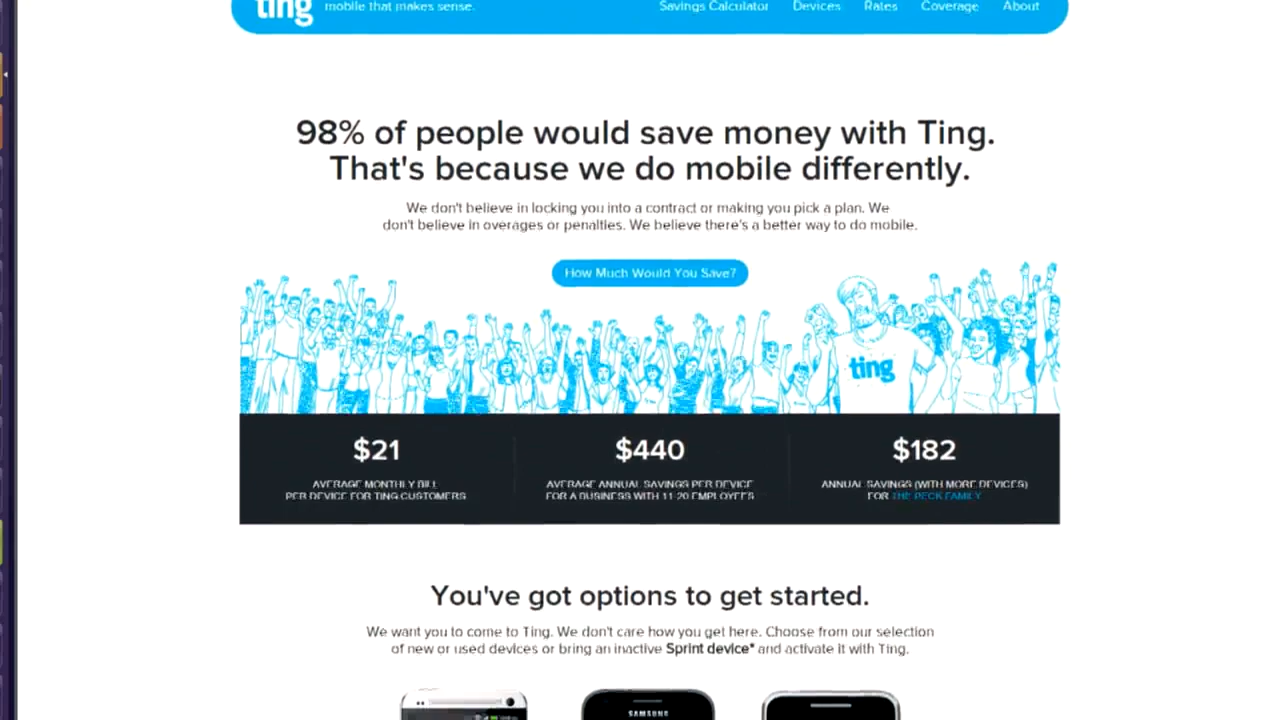 ting mobile that makes sense. Savings Calculator Devices Rates Coverage About
98% of people would save money with Ting.
That's because we do mobile differently.
We don't believe in locking you into a contract or making you pick a plan. We
don't believe in overages or penalties. We believe there's a better way to do mobile.
How Much Would You Save?
ting
$21 $440 $182
AVERAGE MONTHLY BILL AVERAGE ANNUAL SAVINGS PER DEVICE ANNUAL SAVINGS (WITH MORE DEVICES)
PER DEVICE FOR TING CUSTOMERS FOR A BUSINESS WITH 11-20 EMPLOYEES FOR THE PECK FAMILY
You've got options to get started.
We want you to come to Ting. We don't care how you get here. Choose from our selection
of new or used devices or bring an inactive Sprint device* and activate it with Ting.
SAMSUNG